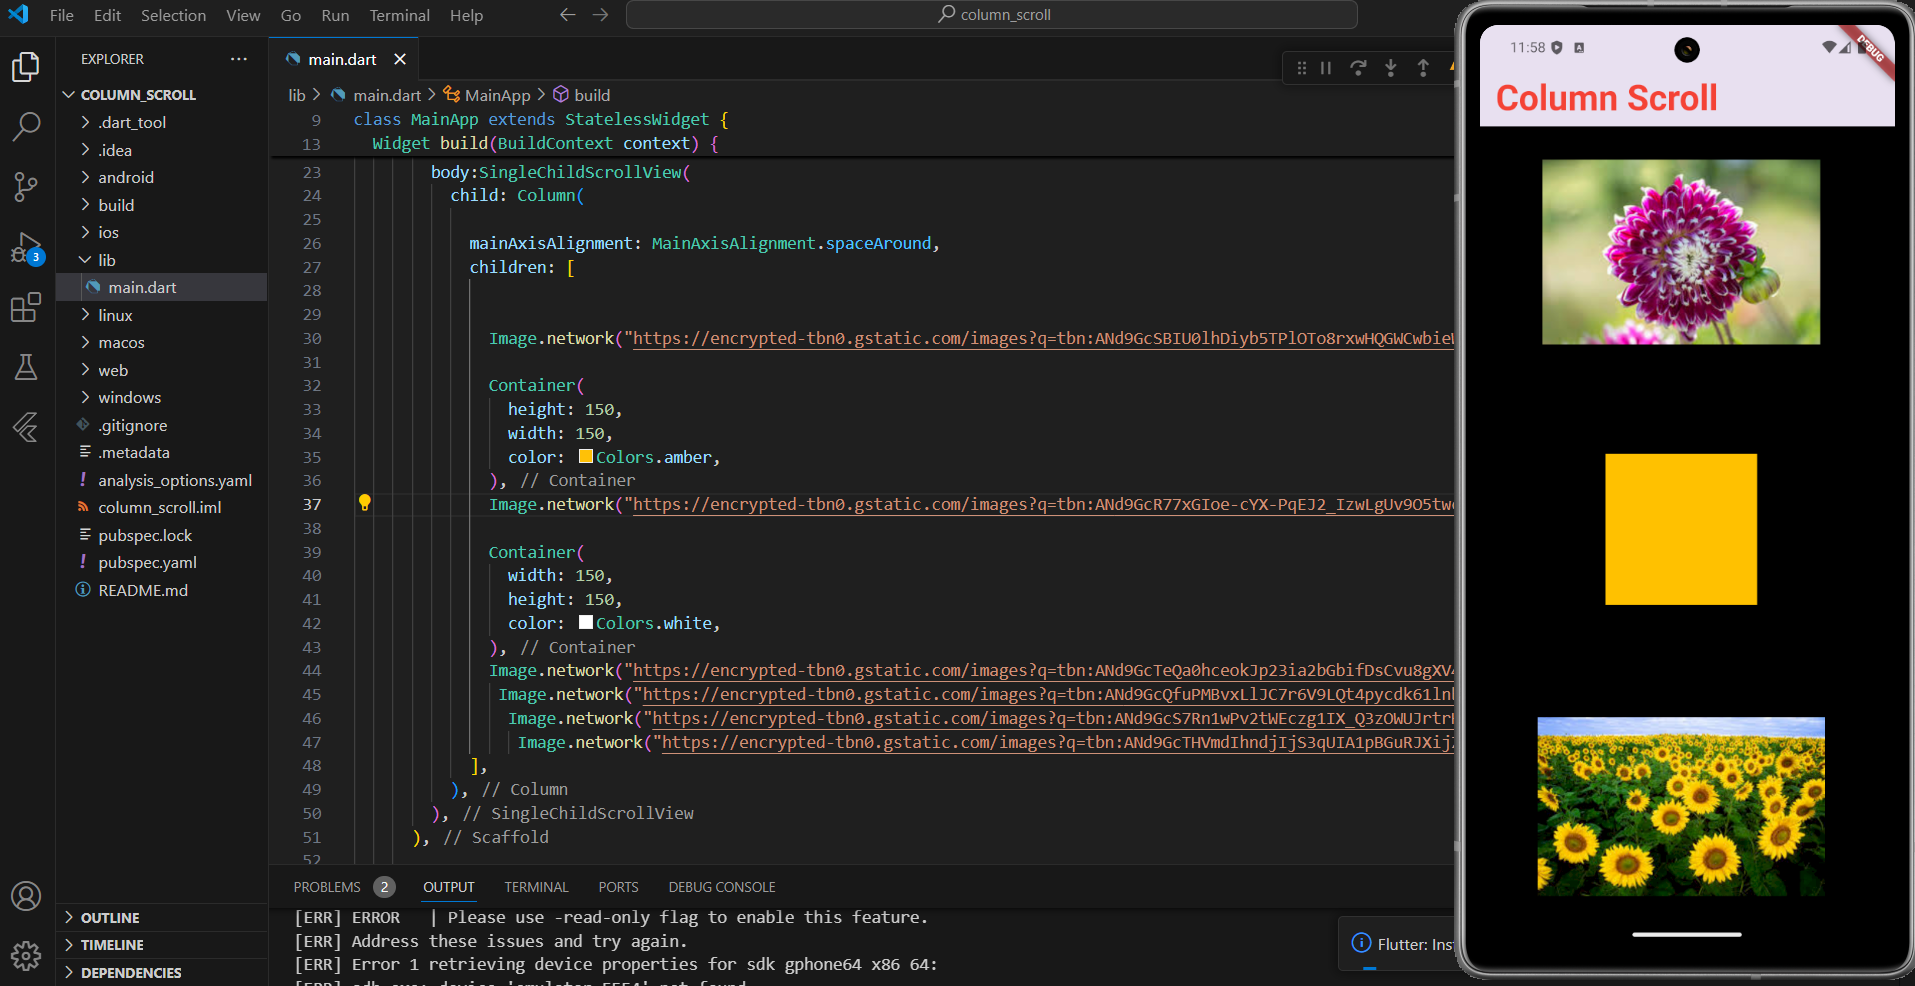 File Edit Selection View Go Run Terminal Help
column_scroll
EXPLORER
COLUMN_SCROLL
.dart_tool
.idea
android
build
ios
lib
main.dart
linux
macos
web
windows
.gitignore
.metadata
analysis_options.yaml
column_scroll.iml
pubspec.lock
pubspec.yaml
README.md
OUTLINE
TIMELINE
DEPENDENCIES
3
main.dart
lib > main.dart > MainApp > build
9 class MainApp extends StatelessWidget {
13 Widget build(BuildContext context) {
23 body:SingleChildScrollView(
24 child: Column(
25
26 mainAxisAlignment: MainAxisAlignment.spaceAround,
27 children: [
28
29
30 Image.network("https://encrypted-tbn0.gstatic.com/images?q=tbn:ANd9GcSBIU0lhDiyb5TPlOTo8rxwHQGWCwbie
31
32 Container(
33 height: 150,
34 width: 150,
35 color: Colors.amber,
36 ), // Container
37 Image.network("https://encrypted-tbn0.gstatic.com/images?q=tbn:ANd9GcR77xGIoe-cYX-PqEJ2_IzwLgUv9O5tw
38
39 Container(
40 width: 150,
41 height: 150,
42 color: Colors.white,
43 ), // Container
44 Image.network("https://encrypted-tbn0.gstatic.com/images?q=tbn:ANd9GcTeQa0hceokJp23ia2bGbifDsCvu8gXV
45 Image.network("https://encrypted-tbn0.gstatic.com/images?q=tbn:ANd9GcQfuPMBvxLlJC7r6V9LQt4pycdk61ln
46 Image.network("https://encrypted-tbn0.gstatic.com/images?q=tbn:ANd9GcS7Rn1wPv2tWEczg1IX_Q3zOWUJrtr
47 Image.network("https://encrypted-tbn0.gstatic.com/images?q=tbn:ANd9GcTHVmdIhndjIjS3qUIA1pBGuRJXij
48 ],
49 ), // Column
50 ), // SingleChildScrollView
51 ), // Scaffold
52
PROBLEMS 2 OUTPUT TERMINAL PORTS DEBUG CONSOLE
[ERR] ERROR | Please use -read-only flag to enable this feature.
[ERR] Address these issues and try again.
[ERR] Error 1 retrieving device properties for sdk gphone64 x86 64:
Flutter: Ins
11:58
DEBUG
Column Scroll